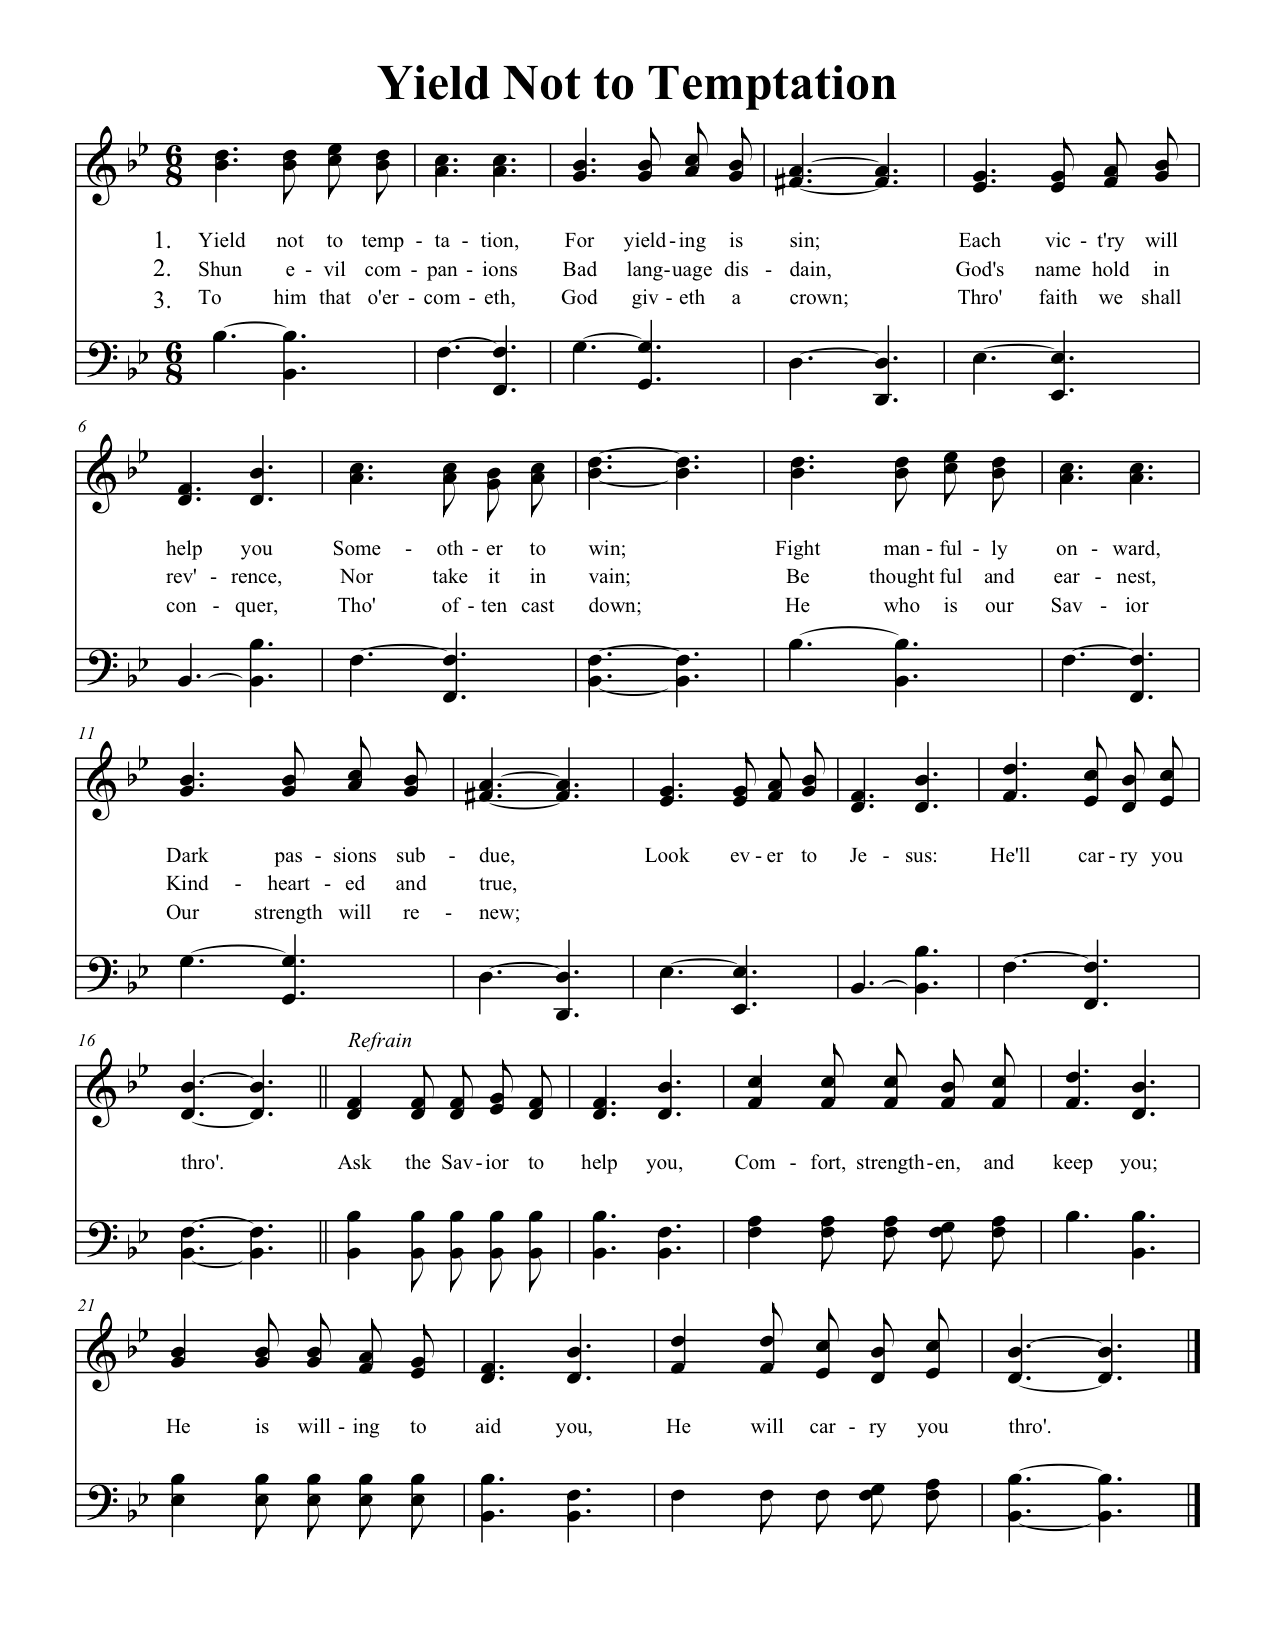 Yield Not to Temptation
1. Yield not to temp - ta - tion, For yield - ing is sin; Each vic - t'ry will
2. Shun e - vil com - pan - ions Bad lang - uage dis - dain, God's name hold in
3. To him that o'er - com - eth, God giv - eth a crown; Thro' faith we shall
6
help you Some - oth - er to win; Fight man - ful - ly on - ward,
rev' - rence, Nor take it in vain; Be thought ful and ear - nest,
con - quer, Tho' of - ten cast down; He who is our Sav - ior
11
Dark pas - sions sub - due, Look ev - er to Je - sus: He'll car - ry you
Kind - heart - ed and true,
Our strength will re - new;
16 Refrain
thro'. Ask the Sav - ior to help you, Com - fort, strength - en, and keep you;
21
He is will - ing to aid you, He will car - ry you thro'.